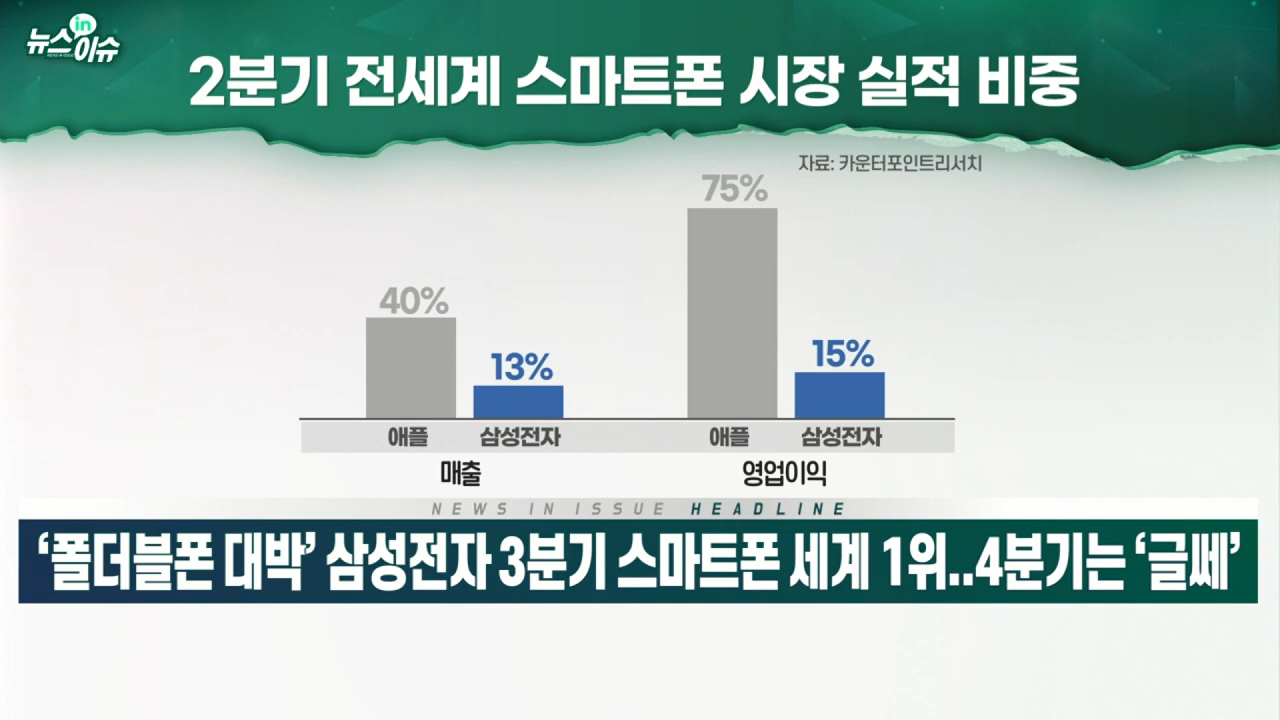 뉴스in이슈
2분기 전세계 스마트폰 시장 실적 비중
자료: 카운터포인트리서치
75%
40%
15%
13%
애플 삼성전자 애플 삼성전자
매출 영업이익
NEWS IN ISSUE HEADLINE
‘폴더블폰 대박’ 삼성전자 3분기 스마트폰 세계 1위..4분기는 ‘글쎄’